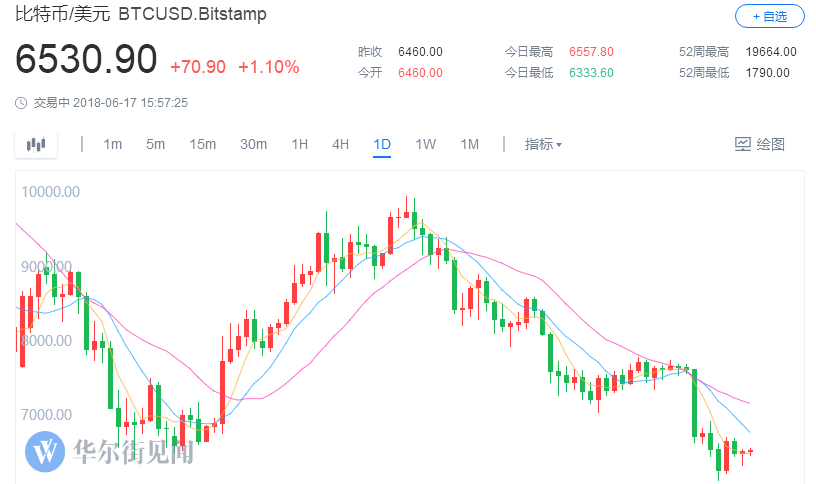 比特币/美元 BTCUSD.Bitstamp
+ 自选
6530.90 +70.90 +1.10%
昨收 6460.00 今日最高 6557.80 52周最高 19664.00
今开 6460.00 今日最低 6333.60 52周最低 1790.00
交易中 2018-06-17 15:57:25
1m 5m 15m 30m 1H 4H 1D 1W 1M 指标 绘图
10000.00
9000.00
8000.00
7000.00
W 华尔街见闻